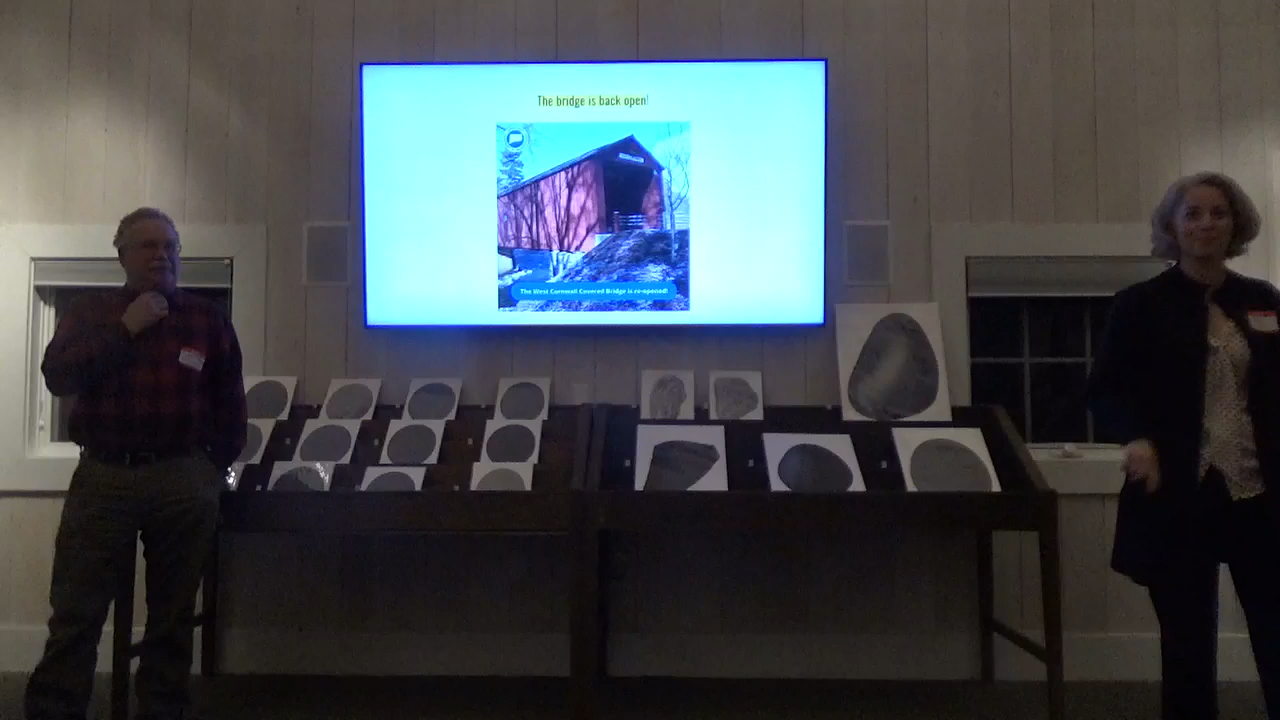 The bridge is back open!
The West Cornwall Covered Bridge is re-opened!